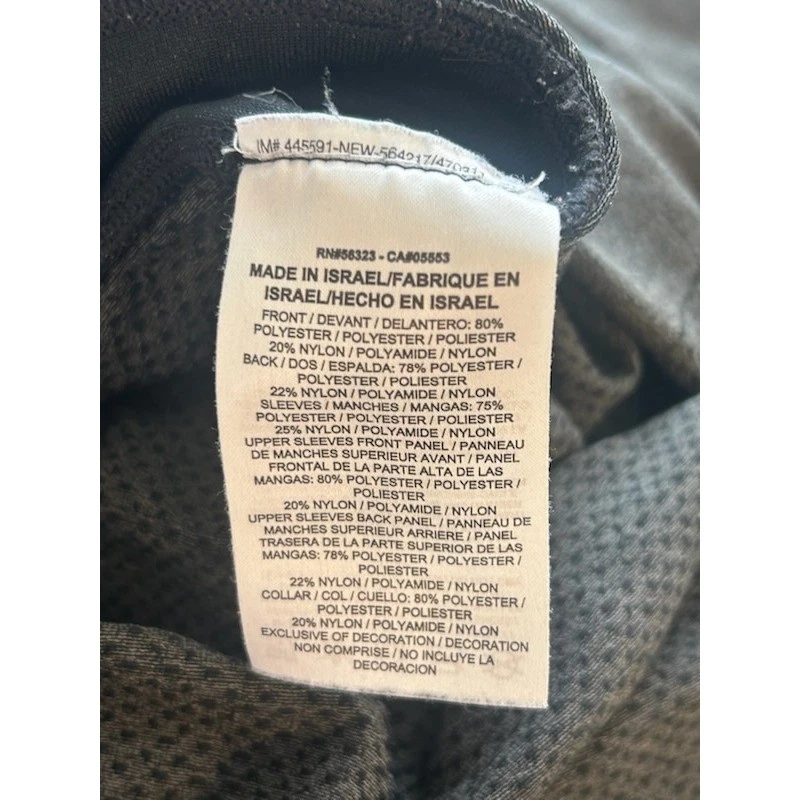 IM# 445591-NEW-564217/47031
RN#56323 - CA#05553
MADE IN ISRAEL/FABRIQUE EN
ISRAEL/HECHO EN ISRAEL
FRONT / DEVANT / DELANTERO: 80%
POLYESTER / POLYESTER / POLIESTER
20% NYLON / POLYAMIDE / NYLON
BACK / DOS / ESPALDA: 78% POLYESTER /
POLYESTER / POLIESTER
22% NYLON / POLYAMIDE / NYLON
SLEEVES / MANCHES / MANGAS: 75%
POLYESTER / POLYESTER / POLIESTER
25% NYLON / POLYAMIDE / NYLON
UPPER SLEEVES FRONT PANEL / PANNEAU
DE MANCHES SUPERIEUR AVANT / PANEL
FRONTAL DE LA PARTE ALTA DE LAS
MANGAS: 80% POLYESTER / POLYESTER /
POLIESTER
20% NYLON / POLYAMIDE / NYLON
UPPER SLEEVES BACK PANEL / PANNEAU DE
MANCHES SUPERIEUR ARRIERE / PANEL
TRASERA DE LA PARTE SUPERIOR DE LAS
MANGAS: 78% POLYESTER / POLYESTER /
POLIESTER
22% NYLON / POLYAMIDE / NYLON
COLLAR / COL / CUELLO: 80% POLYESTER /
POLYESTER / POLIESTER
20% NYLON / POLYAMIDE / NYLON
EXCLUSIVE OF DECORATION / DECORATION
NON COMPRISE / NO INCLUYE LA
DECORACION